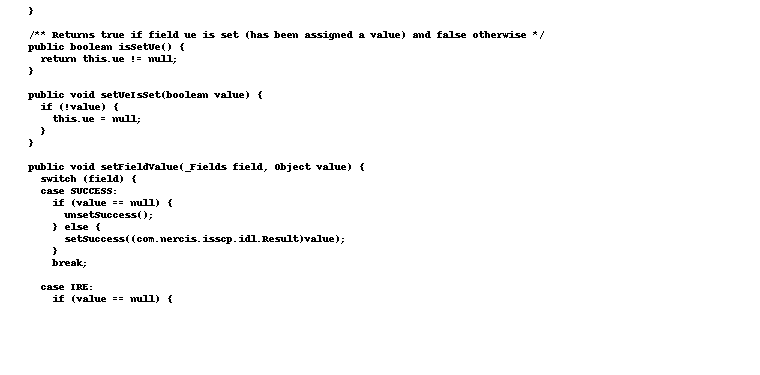 }

/** Returns true if field ue is set (has been assigned a value) and false otherwise */
public boolean isSetUe() {
  return this.ue != null;
}

public void setUeIsSet(boolean value) {
  if (!value) {
    this.ue = null;
  }
}

public void setFieldValue(_Fields field, Object value) {
  switch (field) {
  case SUCCESS:
    if (value == null) {
      unsetSuccess();
    } else {
      setSuccess((com.nercis.isscp.idl.Result)value);
    }
    break;

  case IRE:
    if (value == null) {